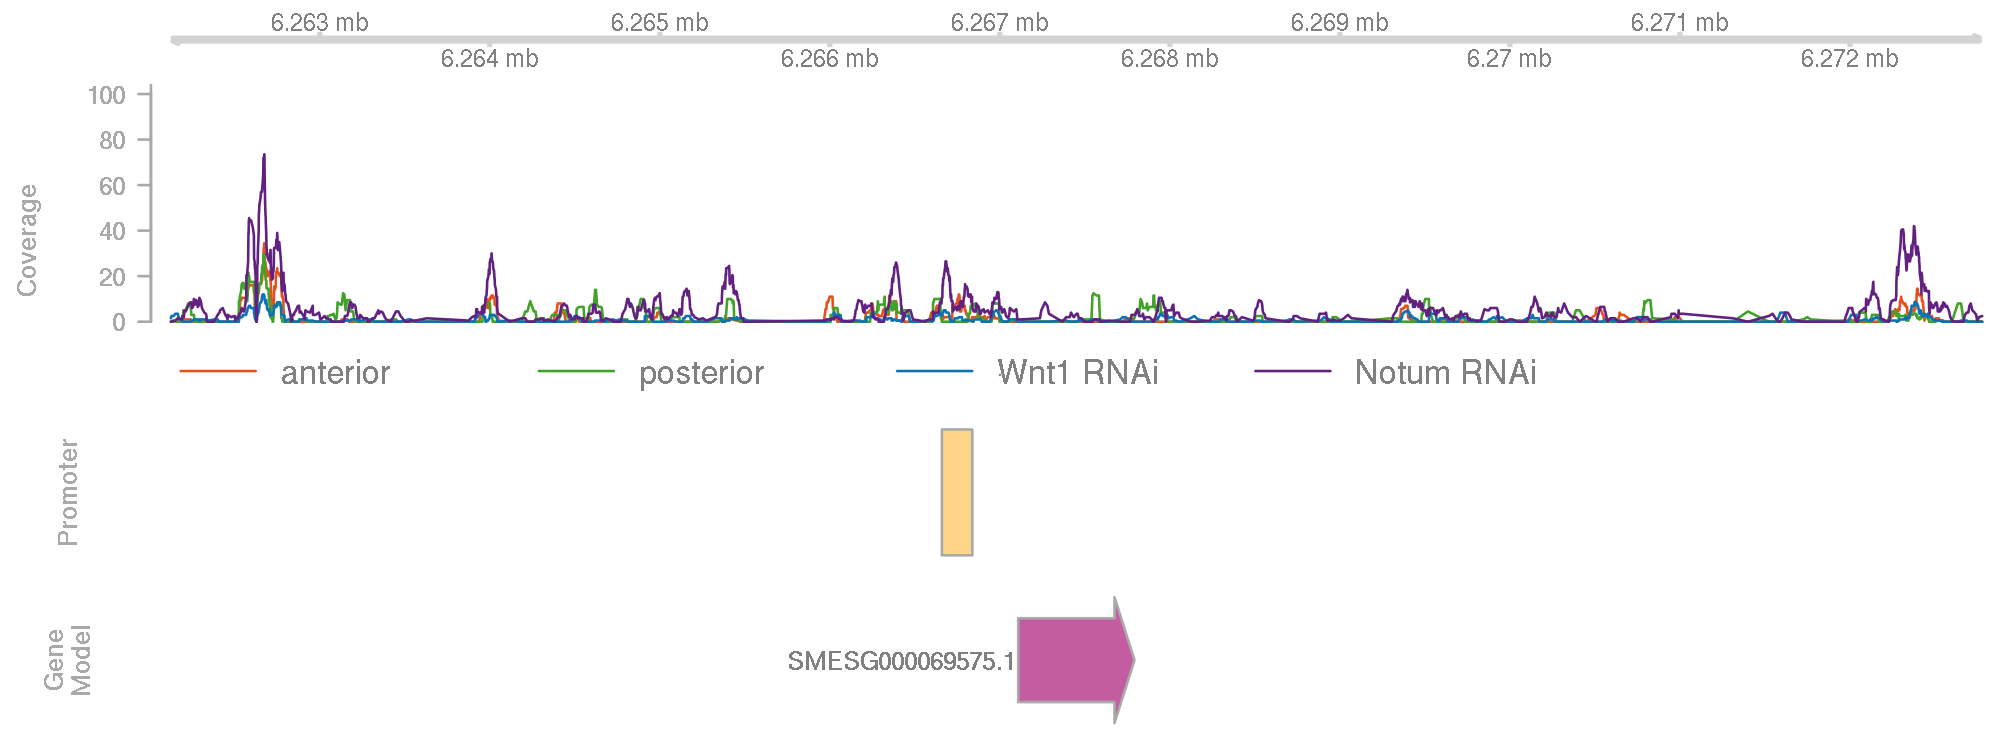 6.263 mb 6.265 mb 6.267 mb 6.269 mb 6.271 mb
6.264 mb 6.266 mb 6.268 mb 6.27 mb 6.272 mb
100
80
60
40
20
0
Coverage
anterior posterior Wnt1 RNAi Notum RNAi
Promoter
SMESG000069575.1
Gene
Model